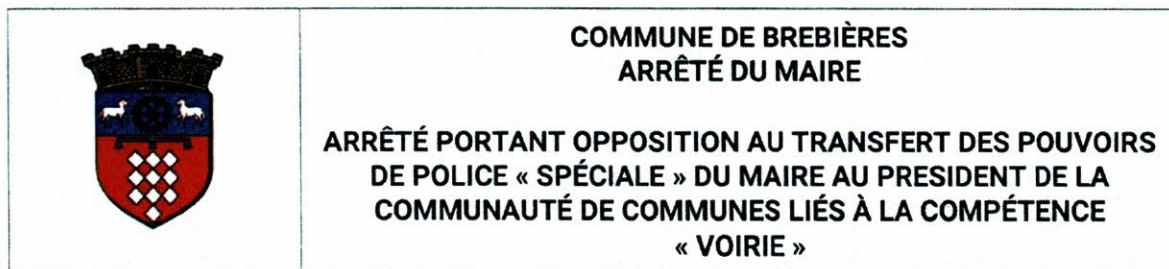 COMMUNE DE BREBIÈRES
ARRÊTÉ DU MAIRE
ARRÊTÉ PORTANT OPPOSITION AU TRANSFERT DES POUVOIRS
DE POLICE « SPÉCIALE » DU MAIRE AU PRESIDENT DE LA
COMMUNAUTÉ DE COMMUNES LIÉS À LA COMPÉTENCE
« VOIRIE »